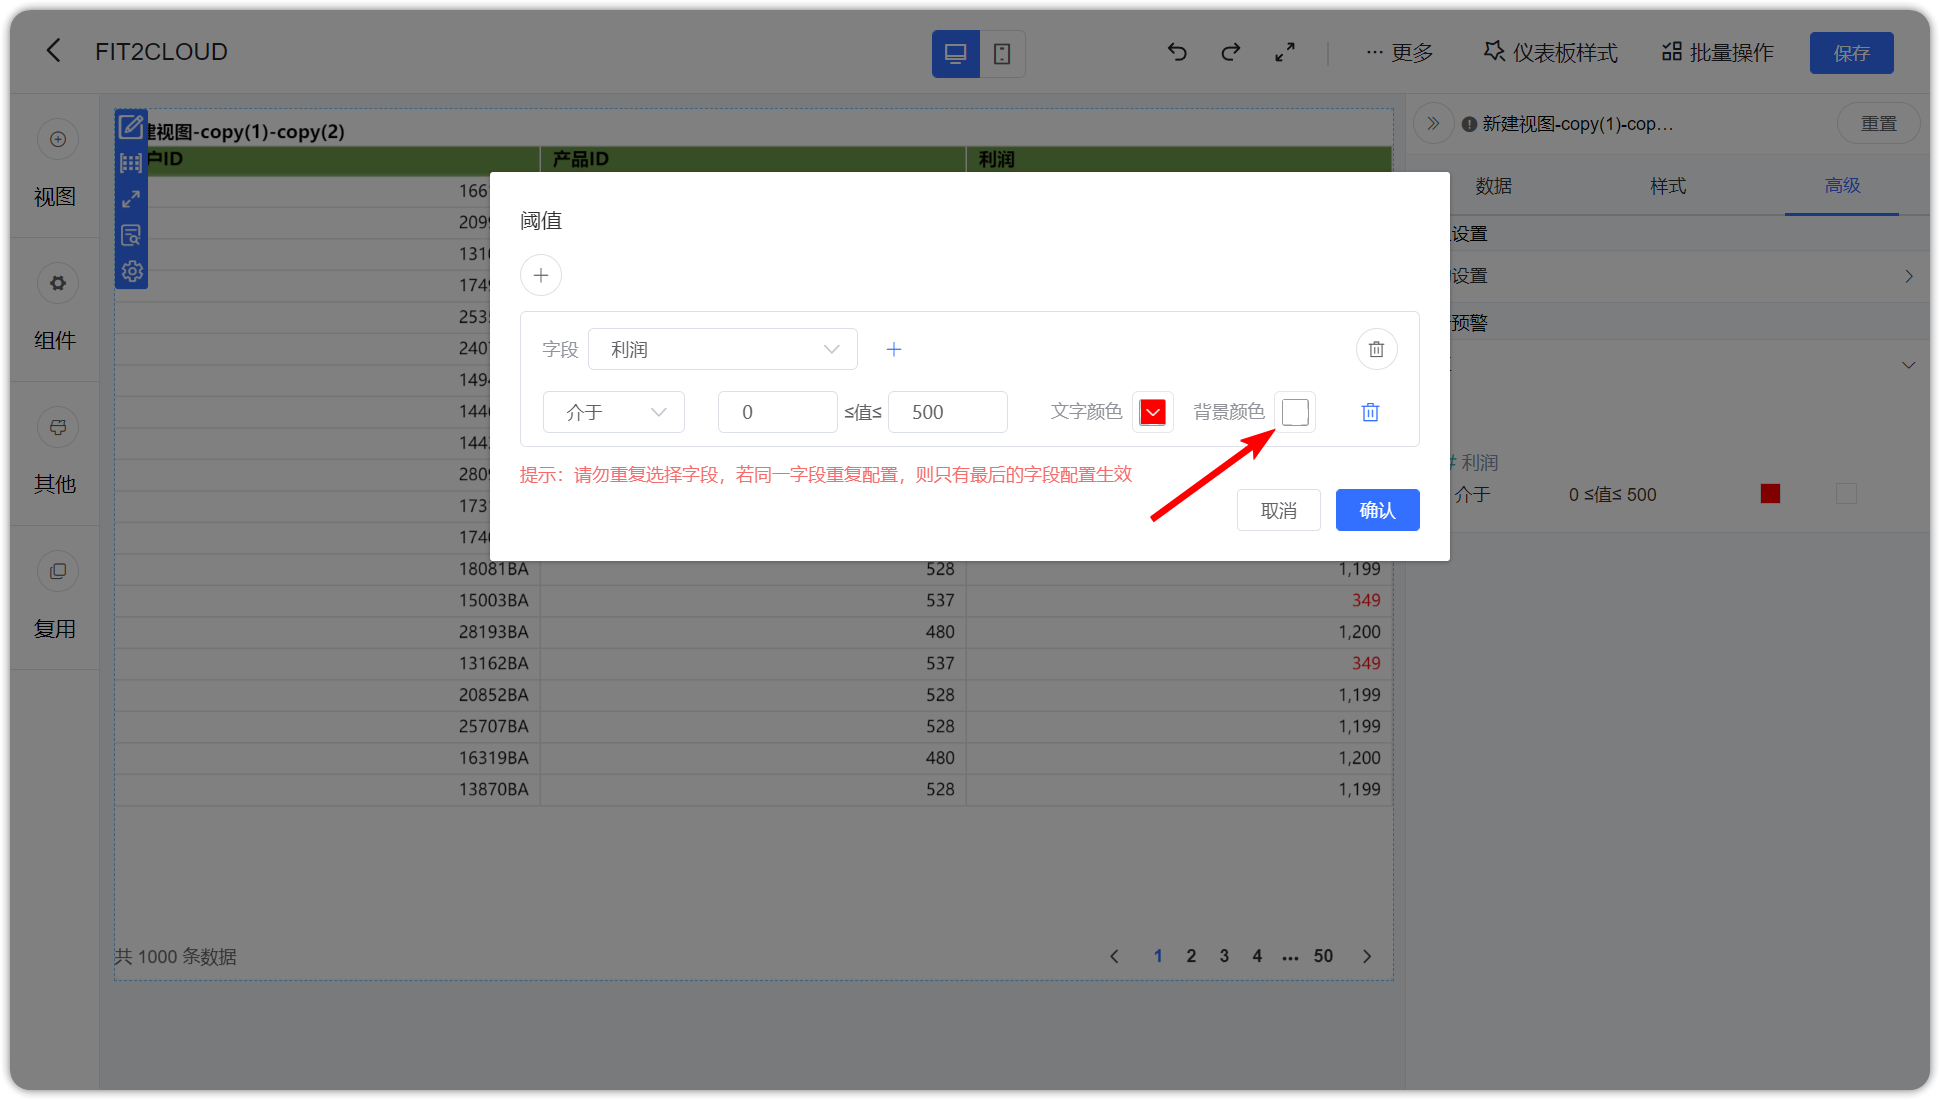 FIT2CLOUD
更多
仪表板样式
批量操作
保存
视图
组件
其他
复用
建视图-copy(1)-copy(2)
户ID
产品ID
利润
新建视图-copy(1)-cop...
重置
数据
样式
高级
设置
设置
预警
# 利润
介于
0 ≤值≤ 500
阈值
字段
利润
介于
0
≤值≤
500
文字颜色
背景颜色
提示：请勿重复选择字段，若同一字段重复配置，则只有最后的字段配置生效
取消
确认
166
209
131
174
253
240
149
144
144
280
173
174
18081BA 528 1,199
15003BA 537 349
28193BA 480 1,200
13162BA 537 349
20852BA 528 1,199
25707BA 528 1,199
16319BA 480 1,200
13870BA 528 1,199
共 1000 条数据
1 2 3 4 ... 50